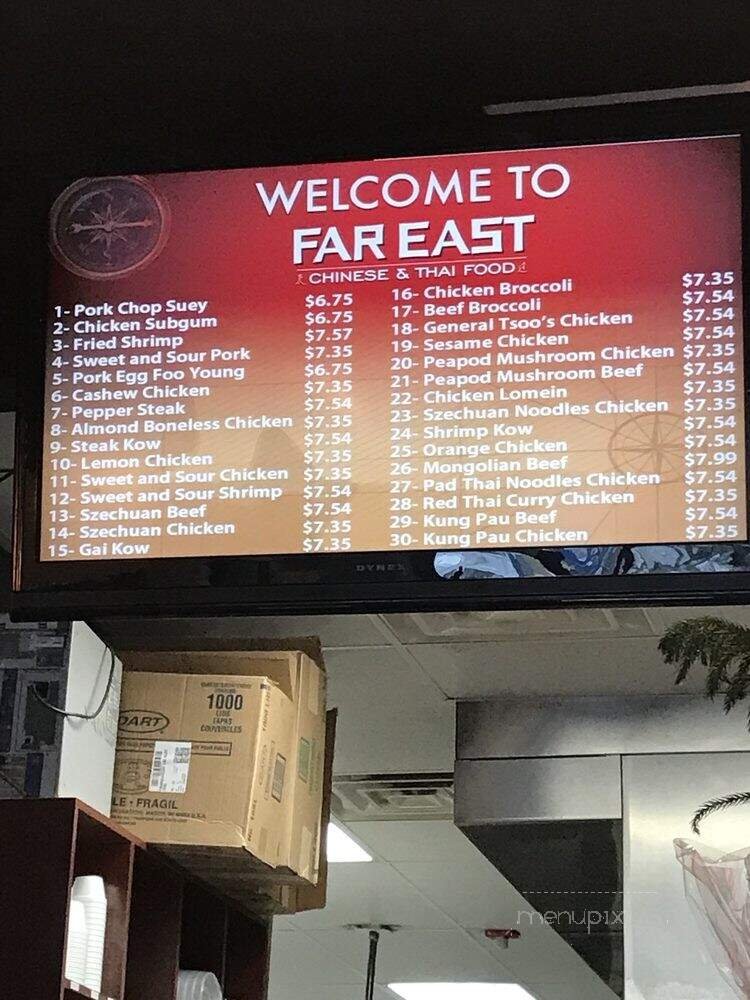 WELCOME TO
FAR EAST
CHINESE & THAI FOOD
1- Pork Chop Suey $6.75
2- Chicken Subgum $6.75
3- Fried Shrimp $7.57
4- Sweet and Sour Pork $7.35
5- Pork Egg Foo Young $6.75
6- Cashew Chicken $7.35
7- Pepper Steak $7.54
8- Almond Boneless Chicken $7.35
9- Steak Kow $7.54
10- Lemon Chicken $7.35
11- Sweet and Sour Chicken $7.35
12- Sweet and Sour Shrimp $7.54
13- Szechuan Beef $7.54
14- Szechuan Chicken $7.35
15- Gai Kow $7.35
16- Chicken Broccoli $7.35
17- Beef Broccoli $7.54
18- General Tsoo's Chicken $7.54
19- Sesame Chicken $7.54
20- Peapod Mushroom Chicken $7.35
21- Peapod Mushroom Beef $7.54
22- Chicken Lomein $7.35
23- Szechuan Noodles Chicken $7.35
24- Shrimp Kow $7.54
25- Orange Chicken $7.54
26- Mongolian Beef $7.99
27- Pad Thai Noodles Chicken $7.54
28- Red Thai Curry Chicken $7.35
29- Kung Pau Beef $7.54
30- Kung Pau Chicken $7.35
DYNEX
1000
LIDS
TAPAS
COUVERCLES
DART
LE • FRAGIL
menupix